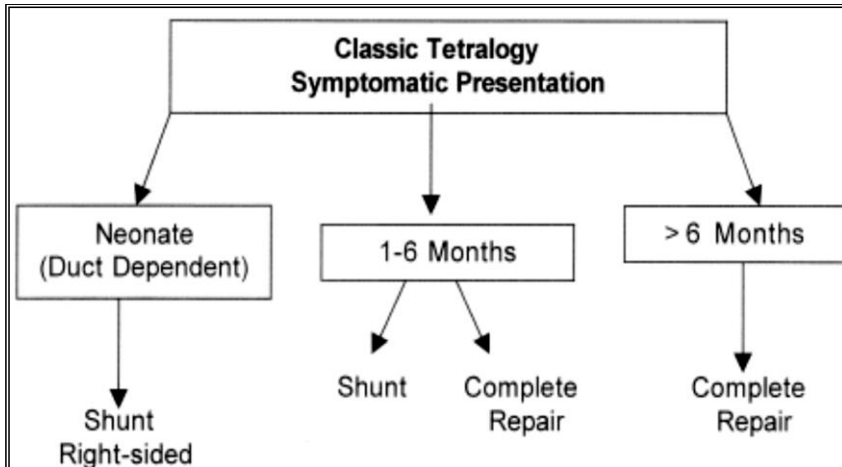 Classic Tetralogy
Symptomatic Presentation
Neonate
(Duct Dependent)
1-6 Months
> 6 Months
Shunt
Right-sided
Shunt
Complete
Repair
Complete
Repair